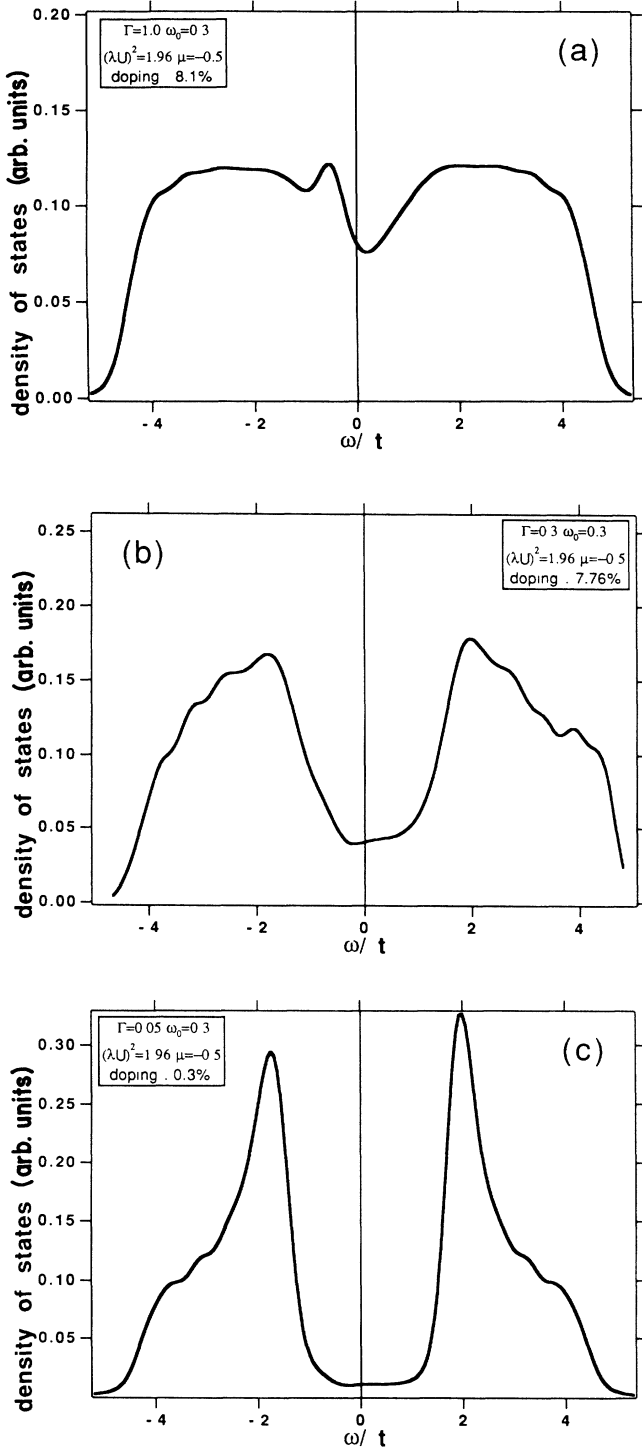 0.20
0.15
0.10
0.05
0.00
density of states (arb. units)
Γ=1.0 ω₀=0 3
(λU)²=1.96 μ=−0.5
doping 8.1%
(a)
-4 -2 0 2 4
ω/ t
0.25
0.20
0.15
0.10
0.05
0.00
density of states (arb. units)
(b)
Γ=0 3 ω₀=0.3
(λU)²=1.96 μ=−0 5
doping . 7.76%
-4 -2 0 2 4
ω/ t
0.30
0.25
0.20
0.15
0.10
0.05
density of states (arb. units)
Γ=0 05 ω₀=0 3
(λU)²=1 96 μ=−0 5
doping . 0.3%
(c)
-4 -2 0 2 4
ω/ t